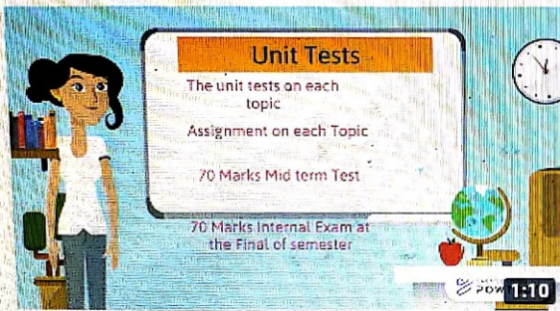 Unit Tests
The unit tests on each
topic
Assignment on each Topic
70 Marks Mid term Test
70 Marks Internal Exam at
the Final of semester
POW
1:10